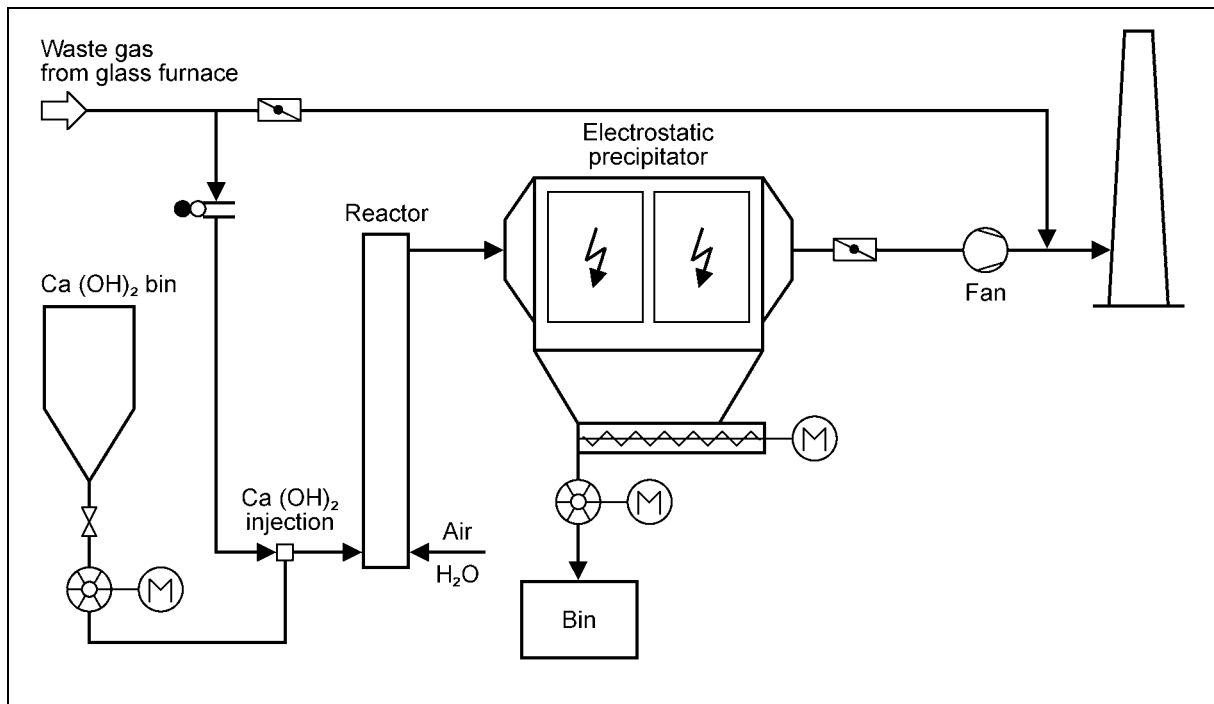 Waste gas
from glass furnace
Electrostatic
precipitator
Reactor
Ca (OH)₂ bin
Fan
M
Ca (OH)₂
injection
Air
H₂O
M
M
Bin